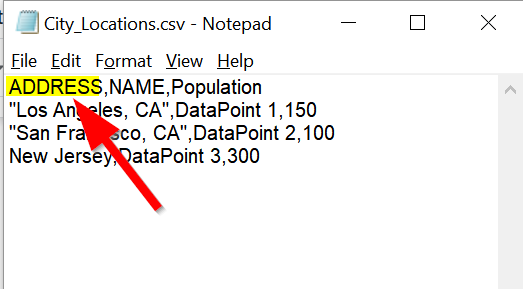 City_Locations.csv - Notepad
File Edit Format View Help
ADDRESS,NAME,Population
"Los Angeles, CA",DataPoint 1,150
"San Francisco, CA",DataPoint 2,100
New Jersey,DataPoint 3,300